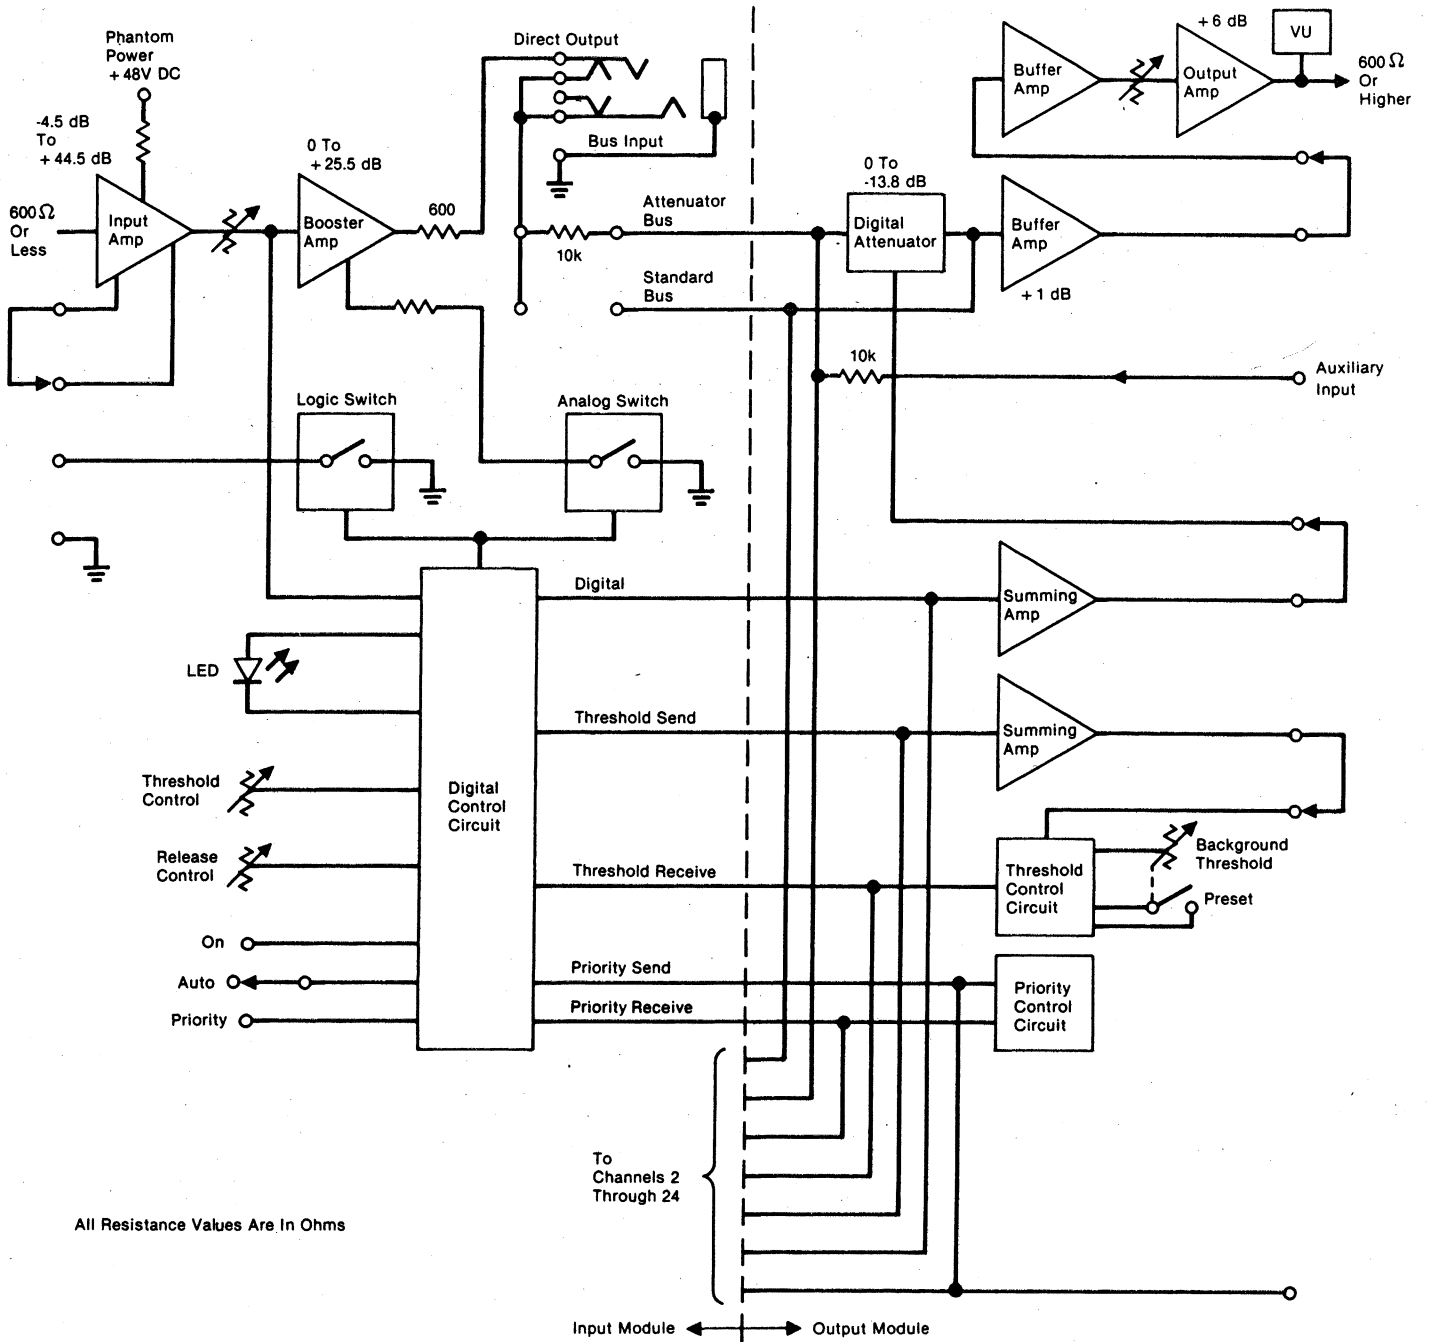 Phantom
Power
+48V DC
-4.5 dB
To
+44.5 dB
600Ω
Or
Less
Input
Amp
0 To
+25.5 dB
Booster
Amp
600
Direct Output
Bus Input
10k
Attenuator
Bus
Standard
Bus
0 To
-13.8 dB
Digital
Attenuator
Buffer
Amp
+1 dB
Buffer
Amp
+6 dB
Output
Amp
VU
600Ω
Or
Higher
10k
Auxiliary
Input
Logic Switch
Analog Switch
LED
Threshold
Control
Release
Control
On
Auto
Priority
Digital
Control
Circuit
Digital
Threshold Send
Threshold Receive
Priority Send
Priority Receive
Summing
Amp
Summing
Amp
Threshold
Control
Circuit
Background
Threshold
Preset
Priority
Control
Circuit
To
Channels 2
Through 24
All Resistance Values Are In Ohms
Input Module
Output Module